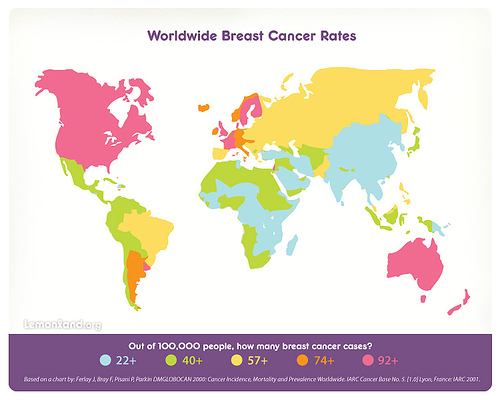 Worldwide Breast Cancer Rates
Lemonland.org
Out of 100,000 people, how many breast cancer cases?
22+ 40+ 57+ 74+ 92+
Based on a chart by: Ferlay J, Bray F, Pisani P, Parkin DMGLOBOCAN 2000: Cancer Incidence, Mortality and Prevalence Worldwide. IARC Cancer Base No. 5. [1.0] Lyon, France: IARC 2001.